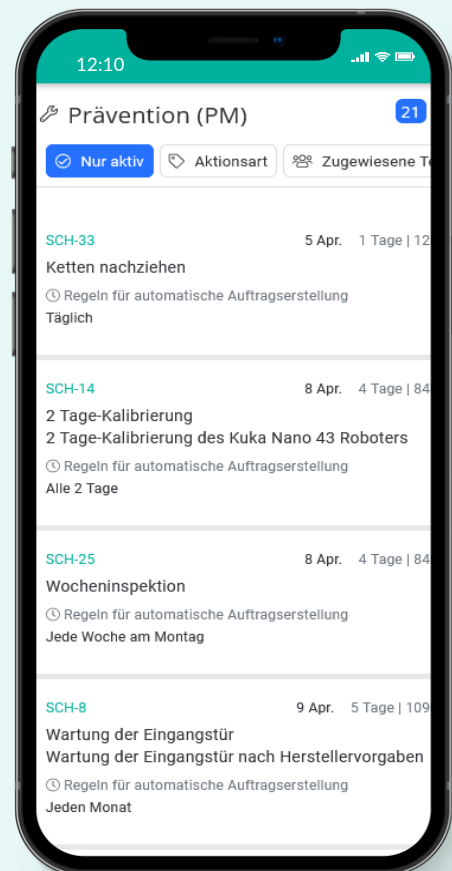 12:10
Prävention (PM)
21
Nur aktiv
Aktionsart
Zugewiesene
SCH-33
5 Apr.
1 Tage | 12
Ketten nachziehen
Regeln für automatische Auftragserstellung
Täglich
SCH-14
8 Apr.
4 Tage | 84
2 Tage-Kalibrierung
2 Tage-Kalibrierung des Kuka Nano 43 Roboters
Regeln für automatische Auftragserstellung
Alle 2 Tage
SCH-25
8 Apr.
4 Tage | 84
Wocheninspektion
Regeln für automatische Auftragserstellung
Jede Woche am Montag
SCH-8
9 Apr.
5 Tage | 109
Wartung der Eingangstür
Wartung der Eingangstür nach Herstellervorgaben
Regeln für automatische Auftragserstellung
Jeden Monat